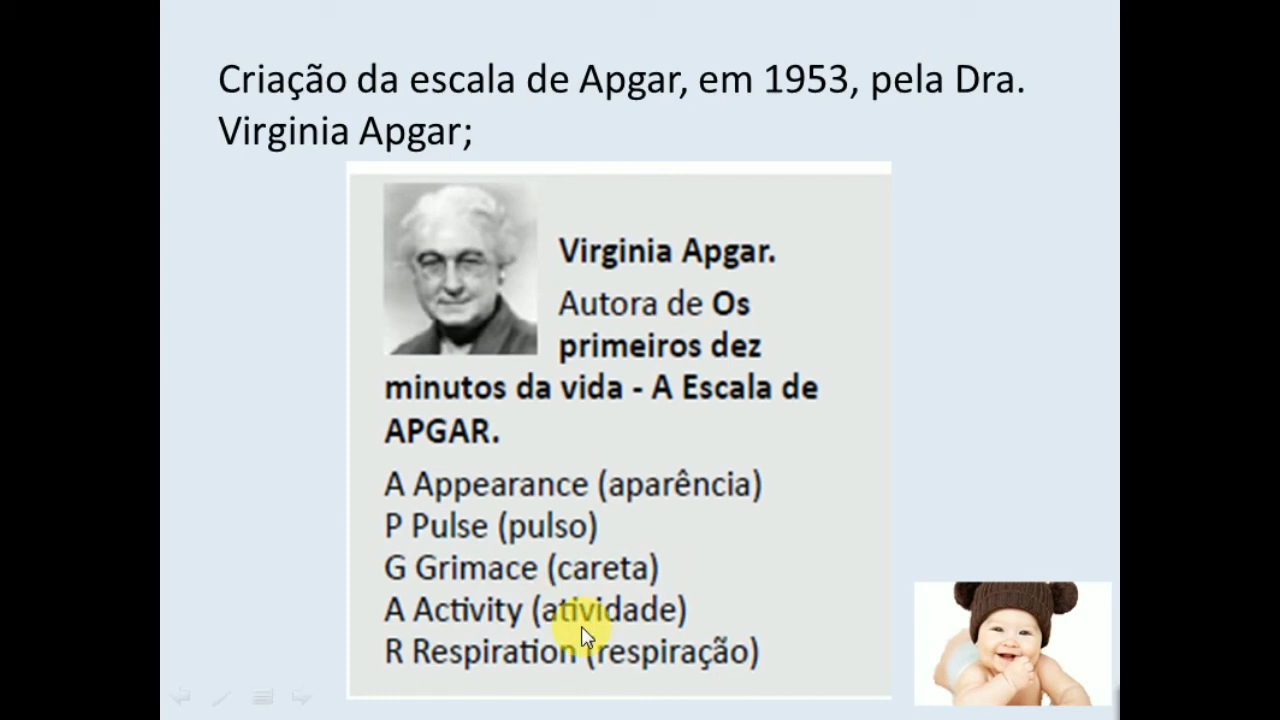 Criação da escala de Apgar, em 1953, pela Dra.
Virginia Apgar;
Virginia Apgar.
Autora de Os
primeiros dez
minutos da vida - A Escala de
APGAR.
A Appearance (aparência)
P Pulse (pulso)
G Grimace (careta)
A Activity (atividade)
R Respiration (respiração)